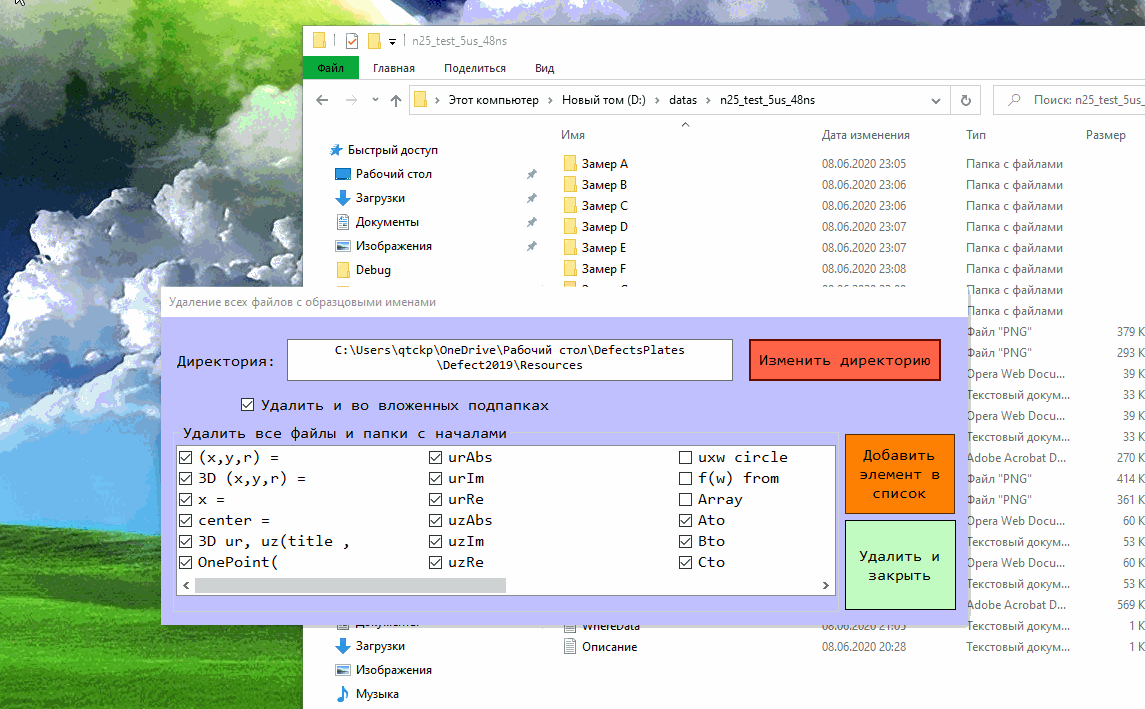 n25_test_5us_48ns
Файл Главная Поделиться Вид
Этот компьютер > Новый том (D:) > datas > n25_test_5us_48ns
Поиск: n25_test_5us_
Имя Дата изменения Тип Размер
Быстрый доступ
Рабочий стол
Загрузки
Документы
Изображения
Debug
Замер A 08.06.2020 23:05 Папка с файлами
Замер B 08.06.2020 23:06 Папка с файлами
Замер C 08.06.2020 23:06 Папка с файлами
Замер D 08.06.2020 23:07 Папка с файлами
Замер E 08.06.2020 23:07 Папка с файлами
Замер F 08.06.2020 23:08 Папка с файлами
Папка с файлами
Папка с файлами
Файл "PNG" 379 К
Файл "PNG" 293 К
Opera Web Docu... 39 К
Текстовый докум... 33 К
Opera Web Docu... 39 К
Текстовый докум... 33 К
Adobe Acrobat D... 270 К
Файл "PNG" 414 К
Файл "PNG" 361 К
Opera Web Docu... 60 К
Текстовый докум... 53 К
Opera Web Docu... 60 К
Текстовый докум... 53 К
Adobe Acrobat D... 569 К
WhereData 08.06.2020 21:05 Текстовый докум... 1 К
Описание 08.06.2020 20:28 Текстовый докум... 1 К
Удаление всех файлов с образцовыми именами
Директория:
C:\Users\qtckp\OneDrive\Рабочий стол\DefectsPlates
\Defect2019\Resources
Изменить директорию
Удалить и во вложенных подпапках
Удалить все файлы и папки с началами
(x,y,r) =
3D (x,y,r) =
x =
center =
3D ur, uz(title ,
OnePoint(
urAbs
urIm
urRe
uzAbs
uzIm
uzRe
uxw circle
f(w) from
Array
Ato
Bto
Cto
Добавить
элемент в
список
Удалить и
закрыть
Документы
Загрузки
Изображения
Музыка